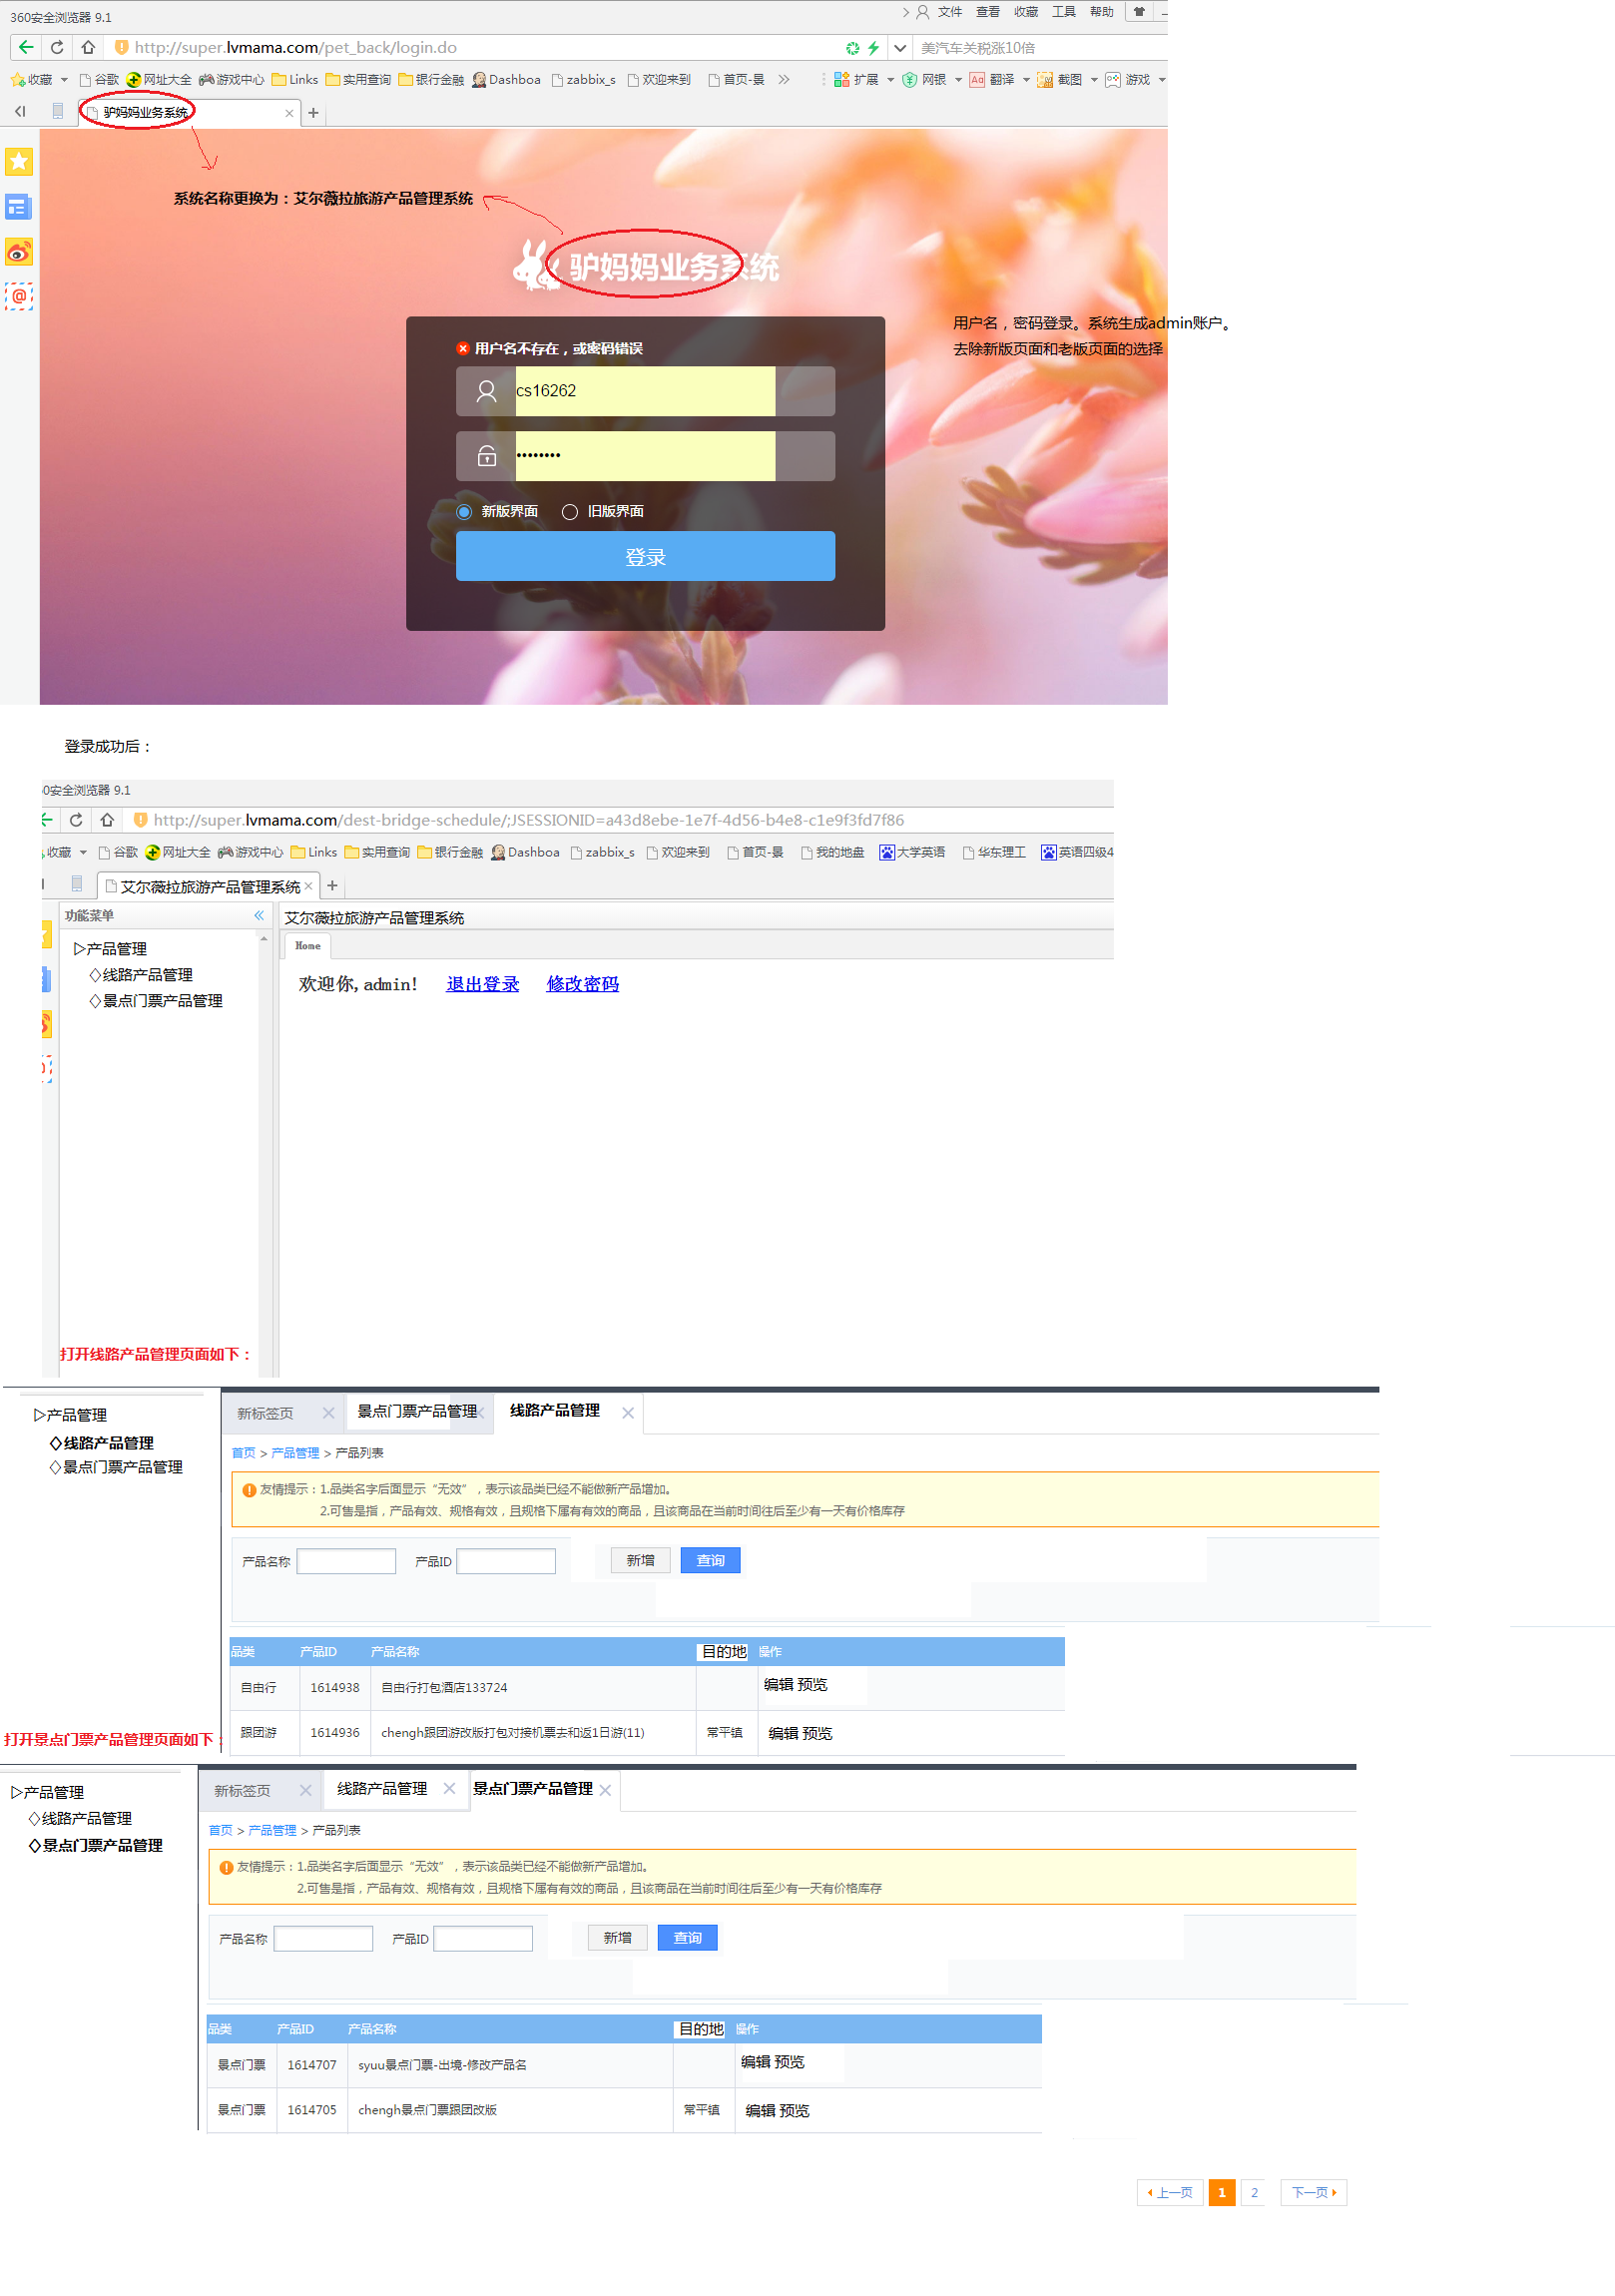 360安全浏览器 9.1
文件 查看 收藏 工具 帮助
http://super.lvmama.com/pet_back/login.do
美汽车关税涨10倍
收藏 谷歌 网址大全 游戏中心 Links 实用查询 银行金融 Dashboa zabbix_s 欢迎来到 首页-景 扩展 网银 翻译 截图 游戏
驴妈妈业务系统
系统名称更换为：艾尔薇拉旅游产品管理系统
驴妈妈业务系统
用户名，密码登录。系统生成admin账户。
去除新版页面和老版页面的选择
用户名不存在，或密码错误
cs16262
••••••••
新版界面 旧版界面
登录
登录成功后：
60安全浏览器 9.1
http://super.lvmama.com/dest-bridge-schedule/;JSESSIONID=a43d8ebe-1e7f-4d56-b4e8-c1e9f3fd7f86
收藏 谷歌 网址大全 游戏中心 Links 实用查询 银行金融 Dashboa zabbix_s 欢迎来到 首页-景 我的地盘 大学英语 华东理工 英语四级4
艾尔薇拉旅游产品管理系统
功能菜单
艾尔薇拉旅游产品管理系统
▷产品管理
◇线路产品管理
◇景点门票产品管理
Home
欢迎你,admin! 退出登录 修改密码
打开线路产品管理页面如下：
▷产品管理
◇线路产品管理
◇景点门票产品管理
新标签页 景点门票产品管理 线路产品管理
首页 > 产品管理 > 产品列表
友情提示：1.品类名字后面显示“无效”，表示该品类已经不能做新产品增加。
2.可售是指，产品有效、规格有效，且规格下属有有效的商品，且该商品在当前时间往后至少有一天有价格库存
产品名称 产品ID 新增 查询
品类 产品ID 产品名称 目的地 操作
自由行 1614938 自由行打包酒店133724 编辑 预览
跟团游 1614936 chengh跟团游改版打包对接机票去和返1日游(11) 常平镇 编辑 预览
打开景点门票产品管理页面如下：
▷产品管理
◇线路产品管理
◇景点门票产品管理
新标签页 线路产品管理 景点门票产品管理
首页 > 产品管理 > 产品列表
友情提示：1.品类名字后面显示“无效”，表示该品类已经不能做新产品增加。
2.可售是指，产品有效、规格有效，且规格下属有有效的商品，且该商品在当前时间往后至少有一天有价格库存
产品名称 产品ID 新增 查询
品类 产品ID 产品名称 目的地 操作
景点门票 1614707 syuu景点门票-出境-修改产品名 编辑 预览
景点门票 1614705 chengh景点门票跟团改版 常平镇 编辑 预览
上一页 1 2 下一页